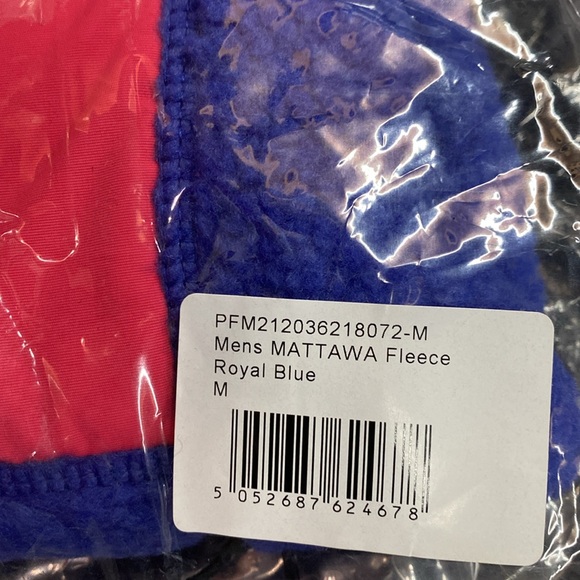 PFM212036218072-M
Mens MATTAWA Fleece
Royal Blue
M
5 052687 624678